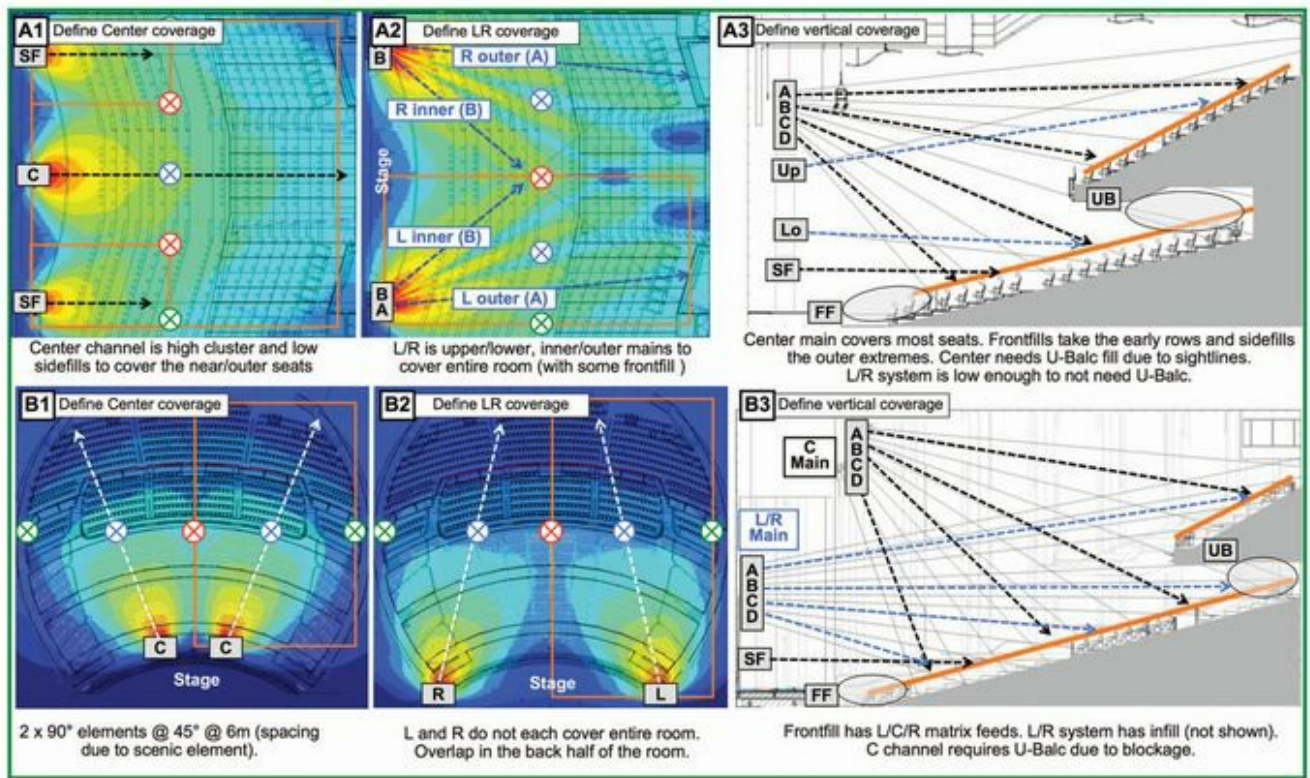 A1 Define Center coverage
SF
C
SF
Center channel is high cluster and low
sidefills to cover the near/outer seats
A2 Define LR coverage
B
R outer (A)
R inner (B)
Stage
L inner (B)
B
A
L outer (A)
L/R is upper/lower, inner/outer mains to
cover entire room (with some frontfill )
A3 Define vertical coverage
A
B
C
D
Up
UB
Lo
SF
FF
Center main covers most seats. Frontfills take the early rows and sidefills
the outer extremes. Center needs U-Balc fill due to sightlines.
L/R system is low enough to not need U-Balc.
B1 Define Center coverage
C C
Stage
2 x 90° elements @ 45° @ 6m (spacing
due to scenic element).
B2 Define LR coverage
R Stage L
L and R do not each cover entire room.
Overlap in the back half of the room.
B3 Define vertical coverage
C
Main
A
B
C
D
L/R
Main
A
B
C
D
UB
SF
FF
Frontfill has L/C/R matrix feeds. L/R system has infill (not shown).
C channel requires U-Balc due to blockage.